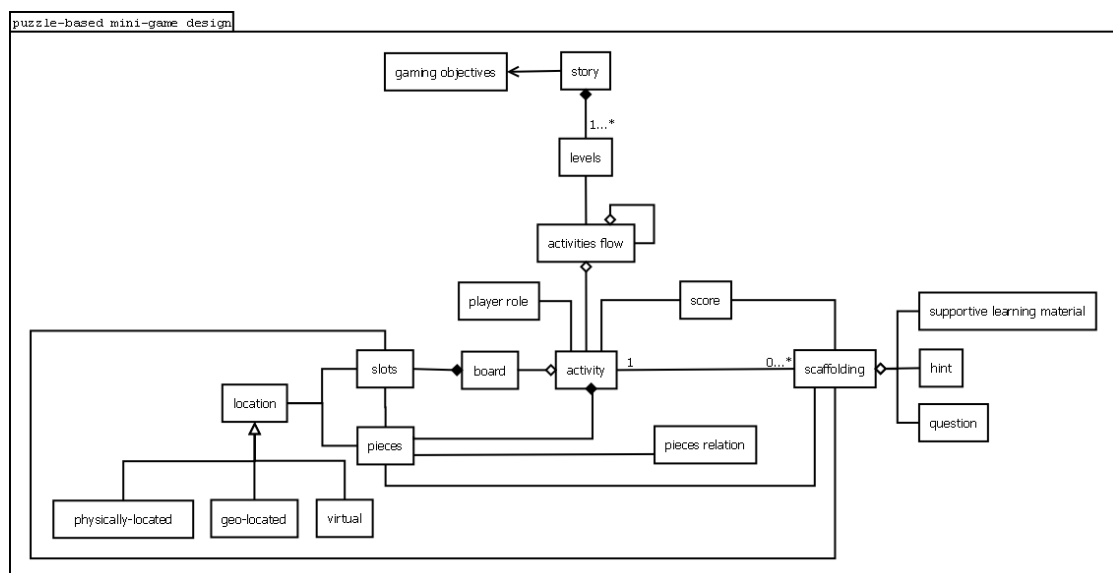 puzzle-based mini-game design
gaming objectives
story
1...*
levels
activities flow
player role
score
supportive learning material
slots
board
activity
1
0...*
scaffolding
hint
location
question
pieces
pieces relation
physically-located
geo-located
virtual